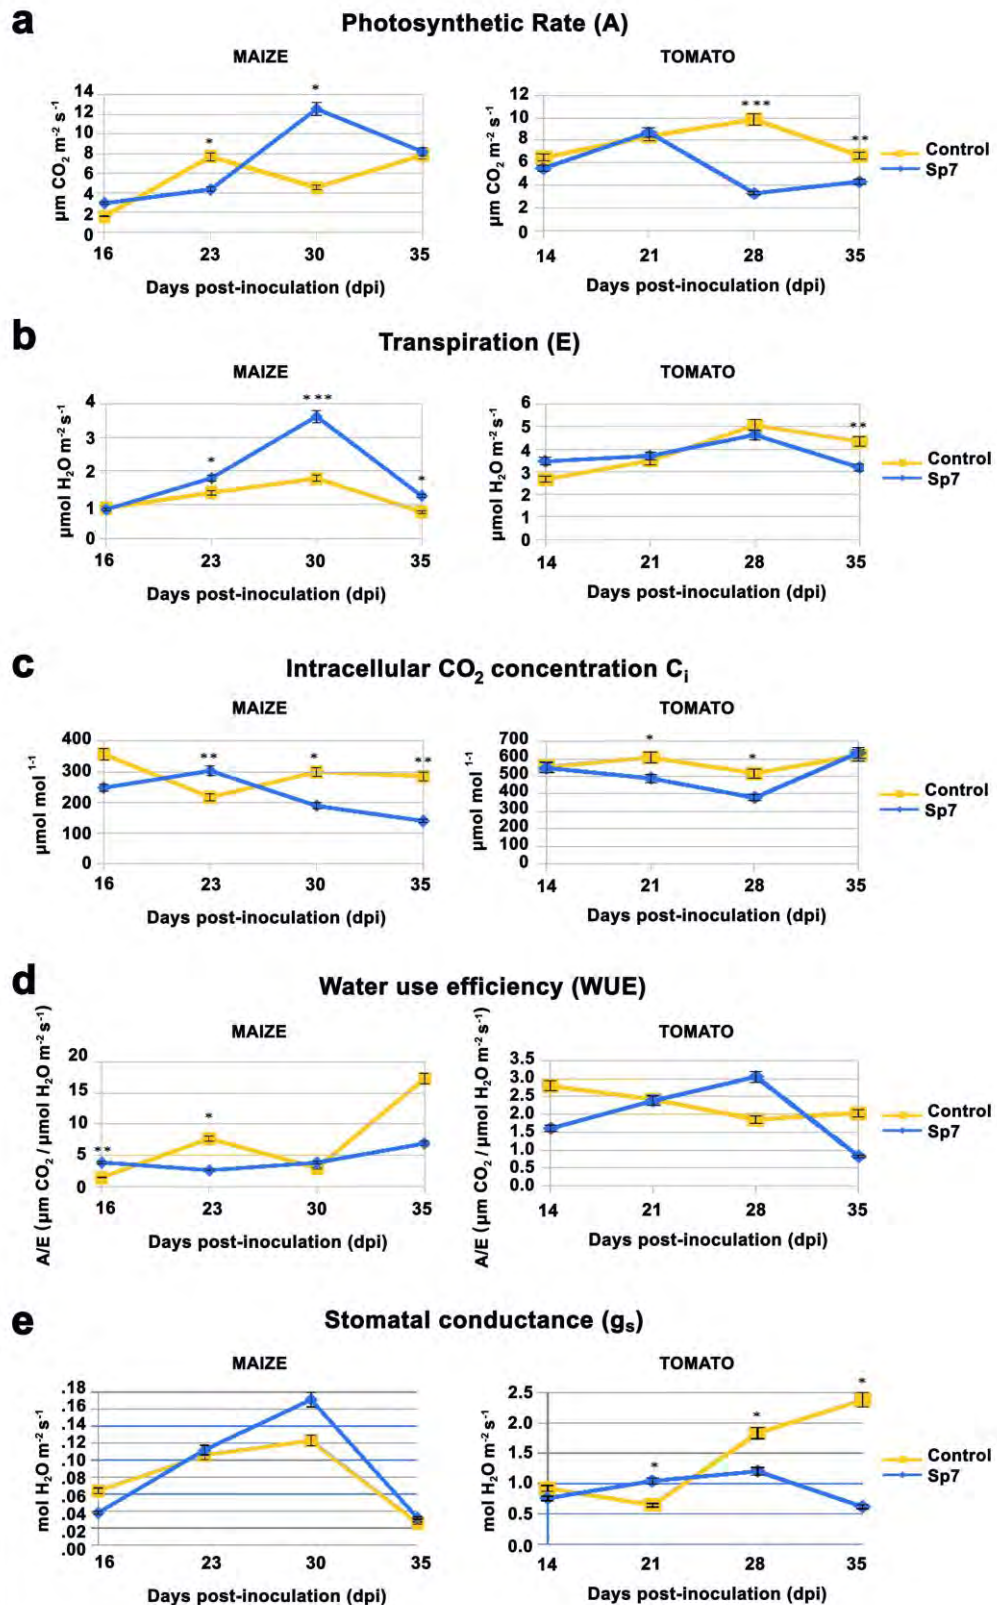 a
Photosynthetic Rate (A)
MAIZE
TOMATO
µm CO₂ m⁻² s⁻¹
14
12
10
8
6
4
2
0
*
*
16 23 30 35
Days post-inoculation (dpi)
µm CO₂ m⁻² s⁻¹
12
10
8
6
4
2
0
***
**
14 21 28 35
Days post-inoculation (dpi)
Control
Sp7
b
Transpiration (E)
MAIZE
TOMATO
µmol H₂O m⁻² s⁻¹
4
3
2
1
0
*
***
*
16 23 30 35
Days post-inoculation (dpi)
µmol H₂O m⁻² s⁻¹
6
5
4
3
2
1
0
**
14 21 28 35
Days post-inoculation (dpi)
Control
Sp7
c
Intracellular CO₂ concentration Cᵢ
MAIZE
TOMATO
µmol mol ¹⁻¹
400
300
200
100
0
**
*
**
16 23 30 35
Days post-inoculation (dpi)
µmol mol ¹⁻¹
700
600
500
400
300
200
100
0
*
*
14 21 28 35
Days post-inoculation (dpi)
Control
Sp7
d
Water use efficiency (WUE)
MAIZE
TOMATO
A/E (µm CO₂ / µmol H₂O m⁻² s⁻¹)
20
15
10
5
0
**
*
16 23 30 35
Days post-inoculation (dpi)
A/E (µm CO₂ / µmol H₂O m⁻² s⁻¹)
3.5
3.0
2.5
2.0
1.5
1.0
0.5
0.0
14 21 28 35
Days post-inoculation (dpi)
Control
Sp7
e
Stomatal conductance (gₛ)
MAIZE
TOMATO
mol H₂O m⁻² s⁻¹
.18
.16
.14
.12
.10
.08
.06
.04
.02
.00
16 23 30 35
Days post-inoculation (dpi)
mol H₂O m⁻² s⁻¹
2.5
2.0
1.5
1.0
0.5
0.0
*
*
*
14 21 28 35
Days post-inoculation (dpi)
Control
Sp7